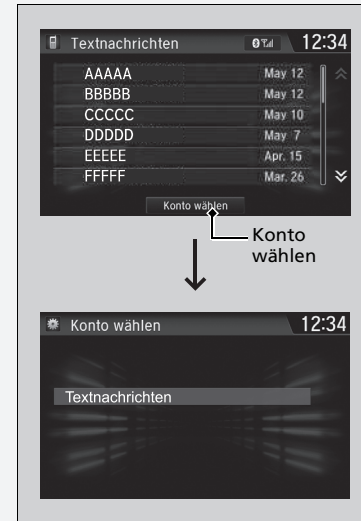 Textnachrichten 12:34
AAAAA May 12
BBBBB May 12
CCCCC May 10
DDDDD May 7
EEEEE Apr. 15
FFFFF Mar. 26
Konto wählen
Konto
wählen
Konto wählen 12:34
Textnachrichten